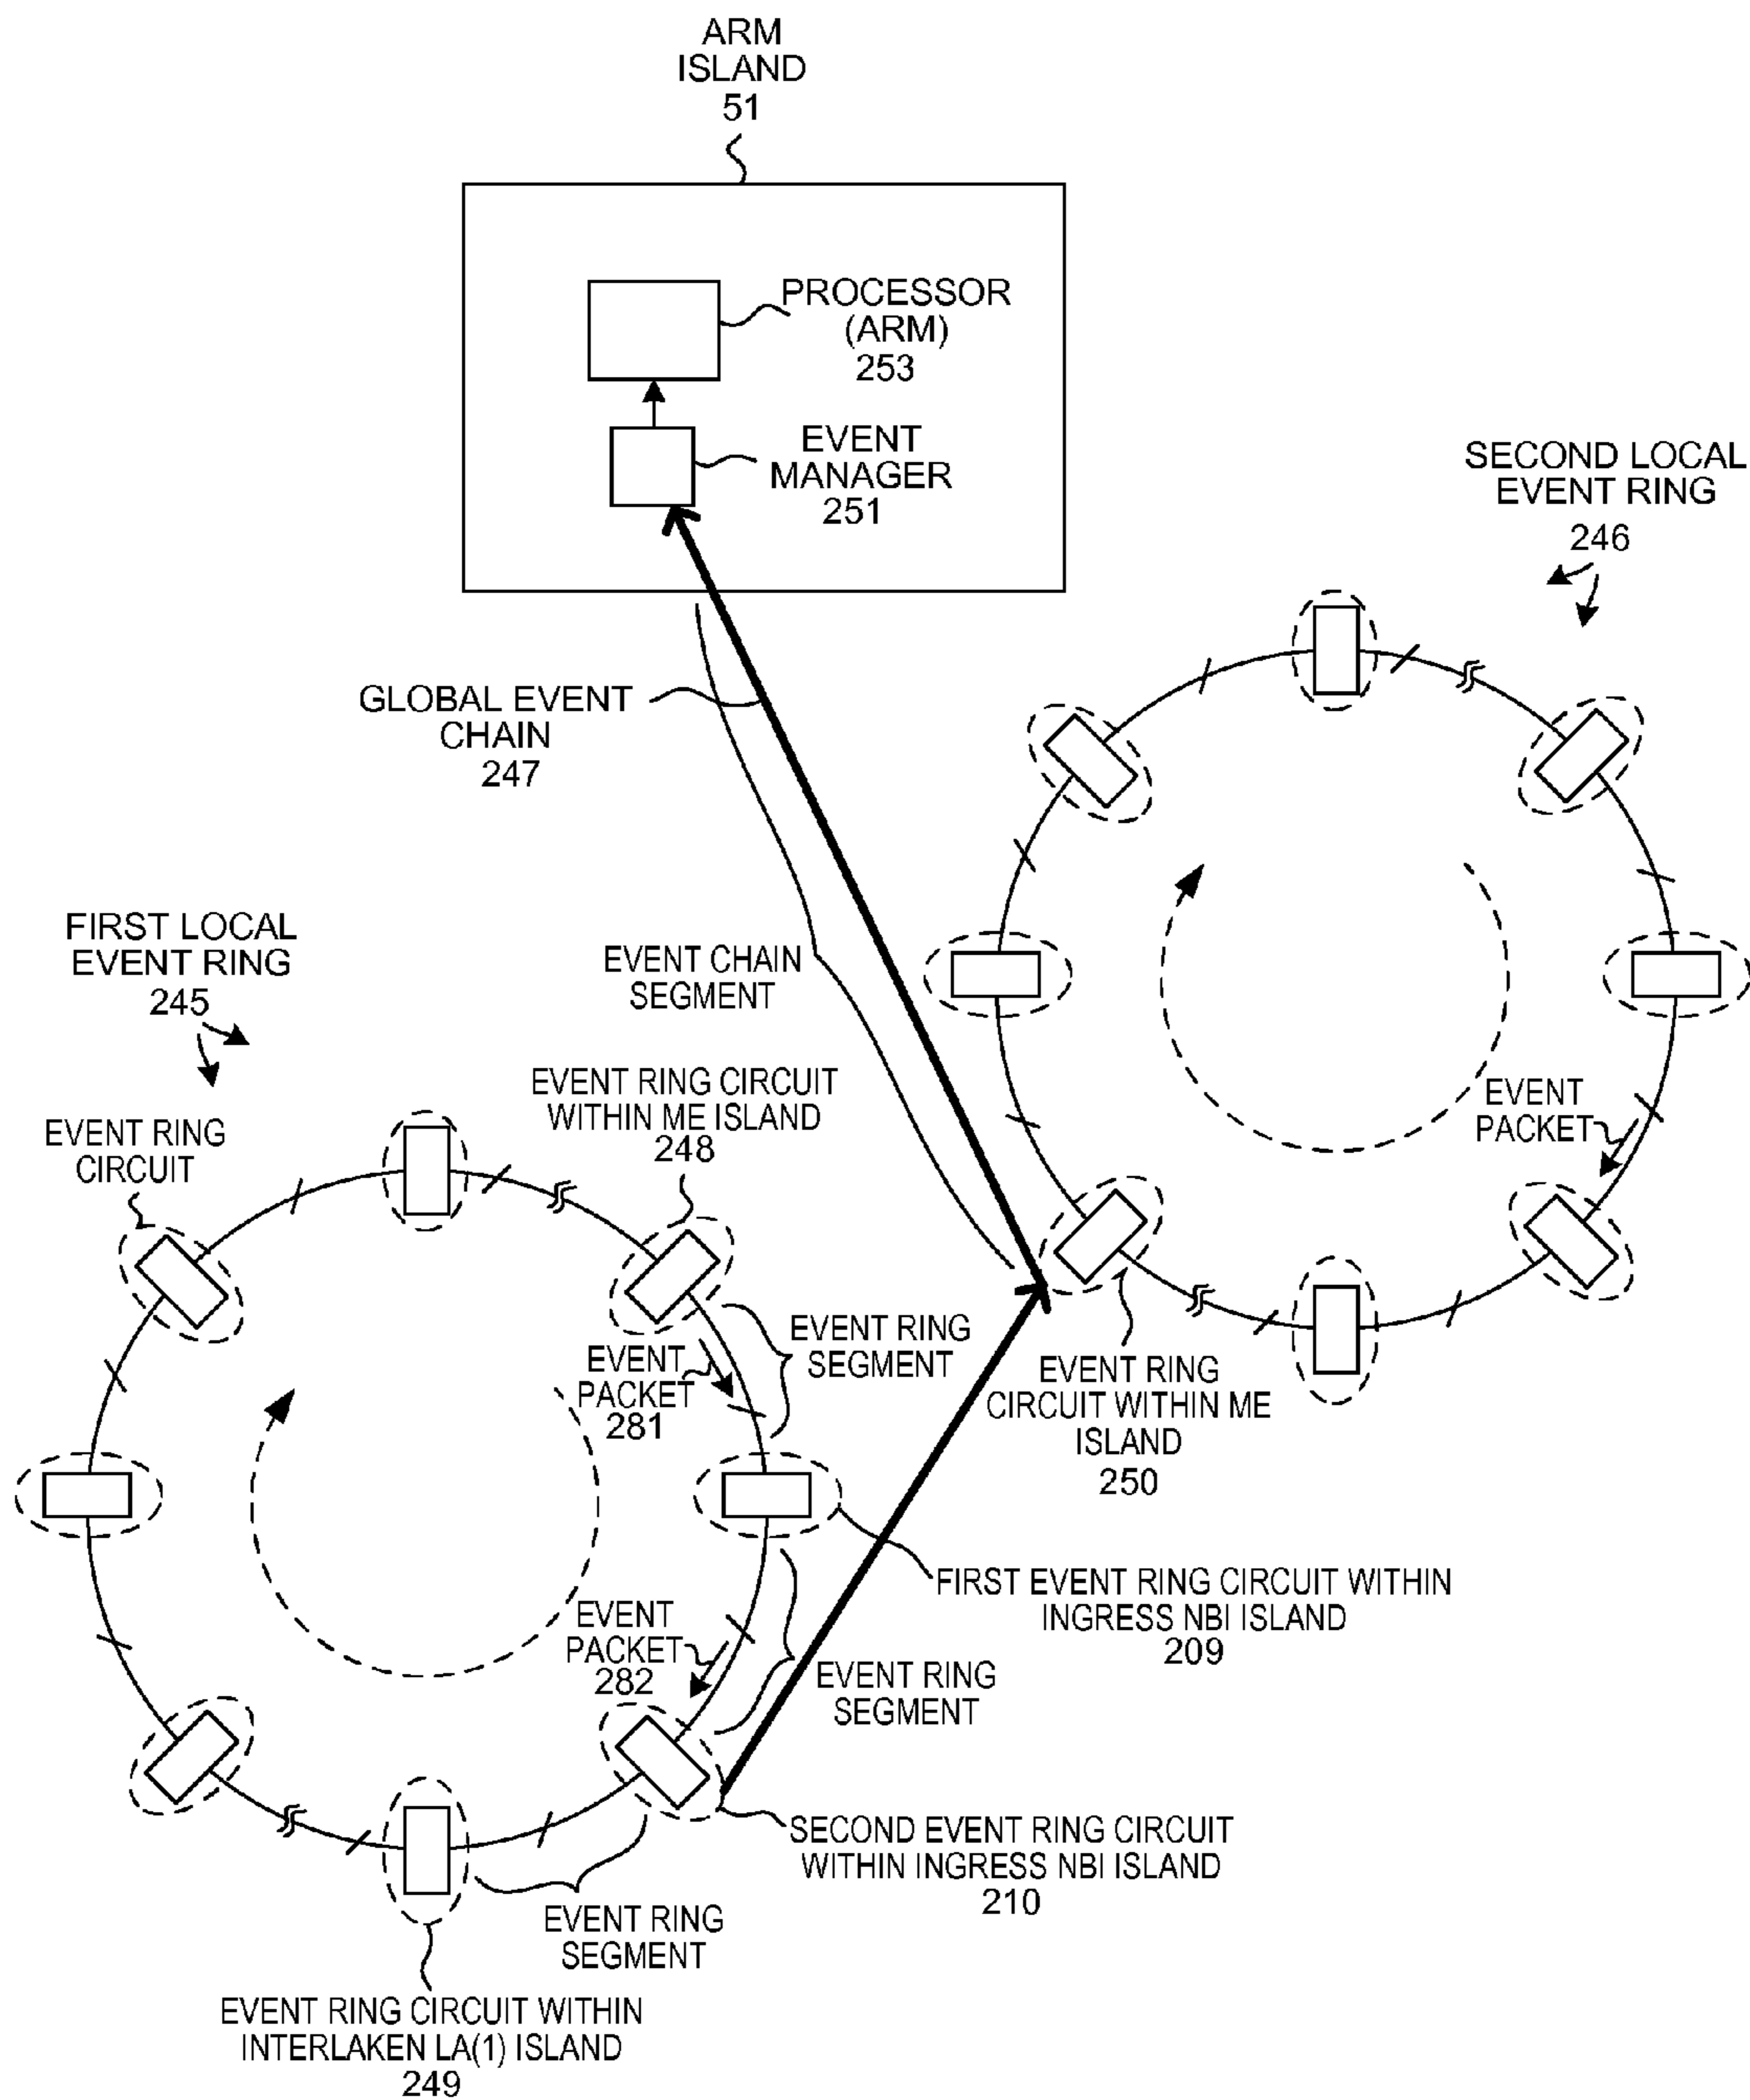 ARM
ISLAND
51
PROCESSOR
(ARM)
253
EVENT
MANAGER
251
SECOND LOCAL
EVENT RING
246
GLOBAL EVENT
CHAIN
247
FIRST LOCAL
EVENT RING
245
EVENT CHAIN
SEGMENT
EVENT RING CIRCUIT
WITHIN ME ISLAND
248
EVENT
PACKET
EVENT RING
CIRCUIT
EVENT RING
SEGMENT
EVENT
PACKET
281
EVENT RING
CIRCUIT WITHIN ME
ISLAND
250
FIRST EVENT RING CIRCUIT WITHIN
INGRESS NBI ISLAND
209
EVENT
PACKET
282
EVENT RING
SEGMENT
SECOND EVENT RING CIRCUIT
WITHIN INGRESS NBI ISLAND
210
EVENT RING
SEGMENT
EVENT RING CIRCUIT WITHIN
INTERLAKEN LA(1) ISLAND
249